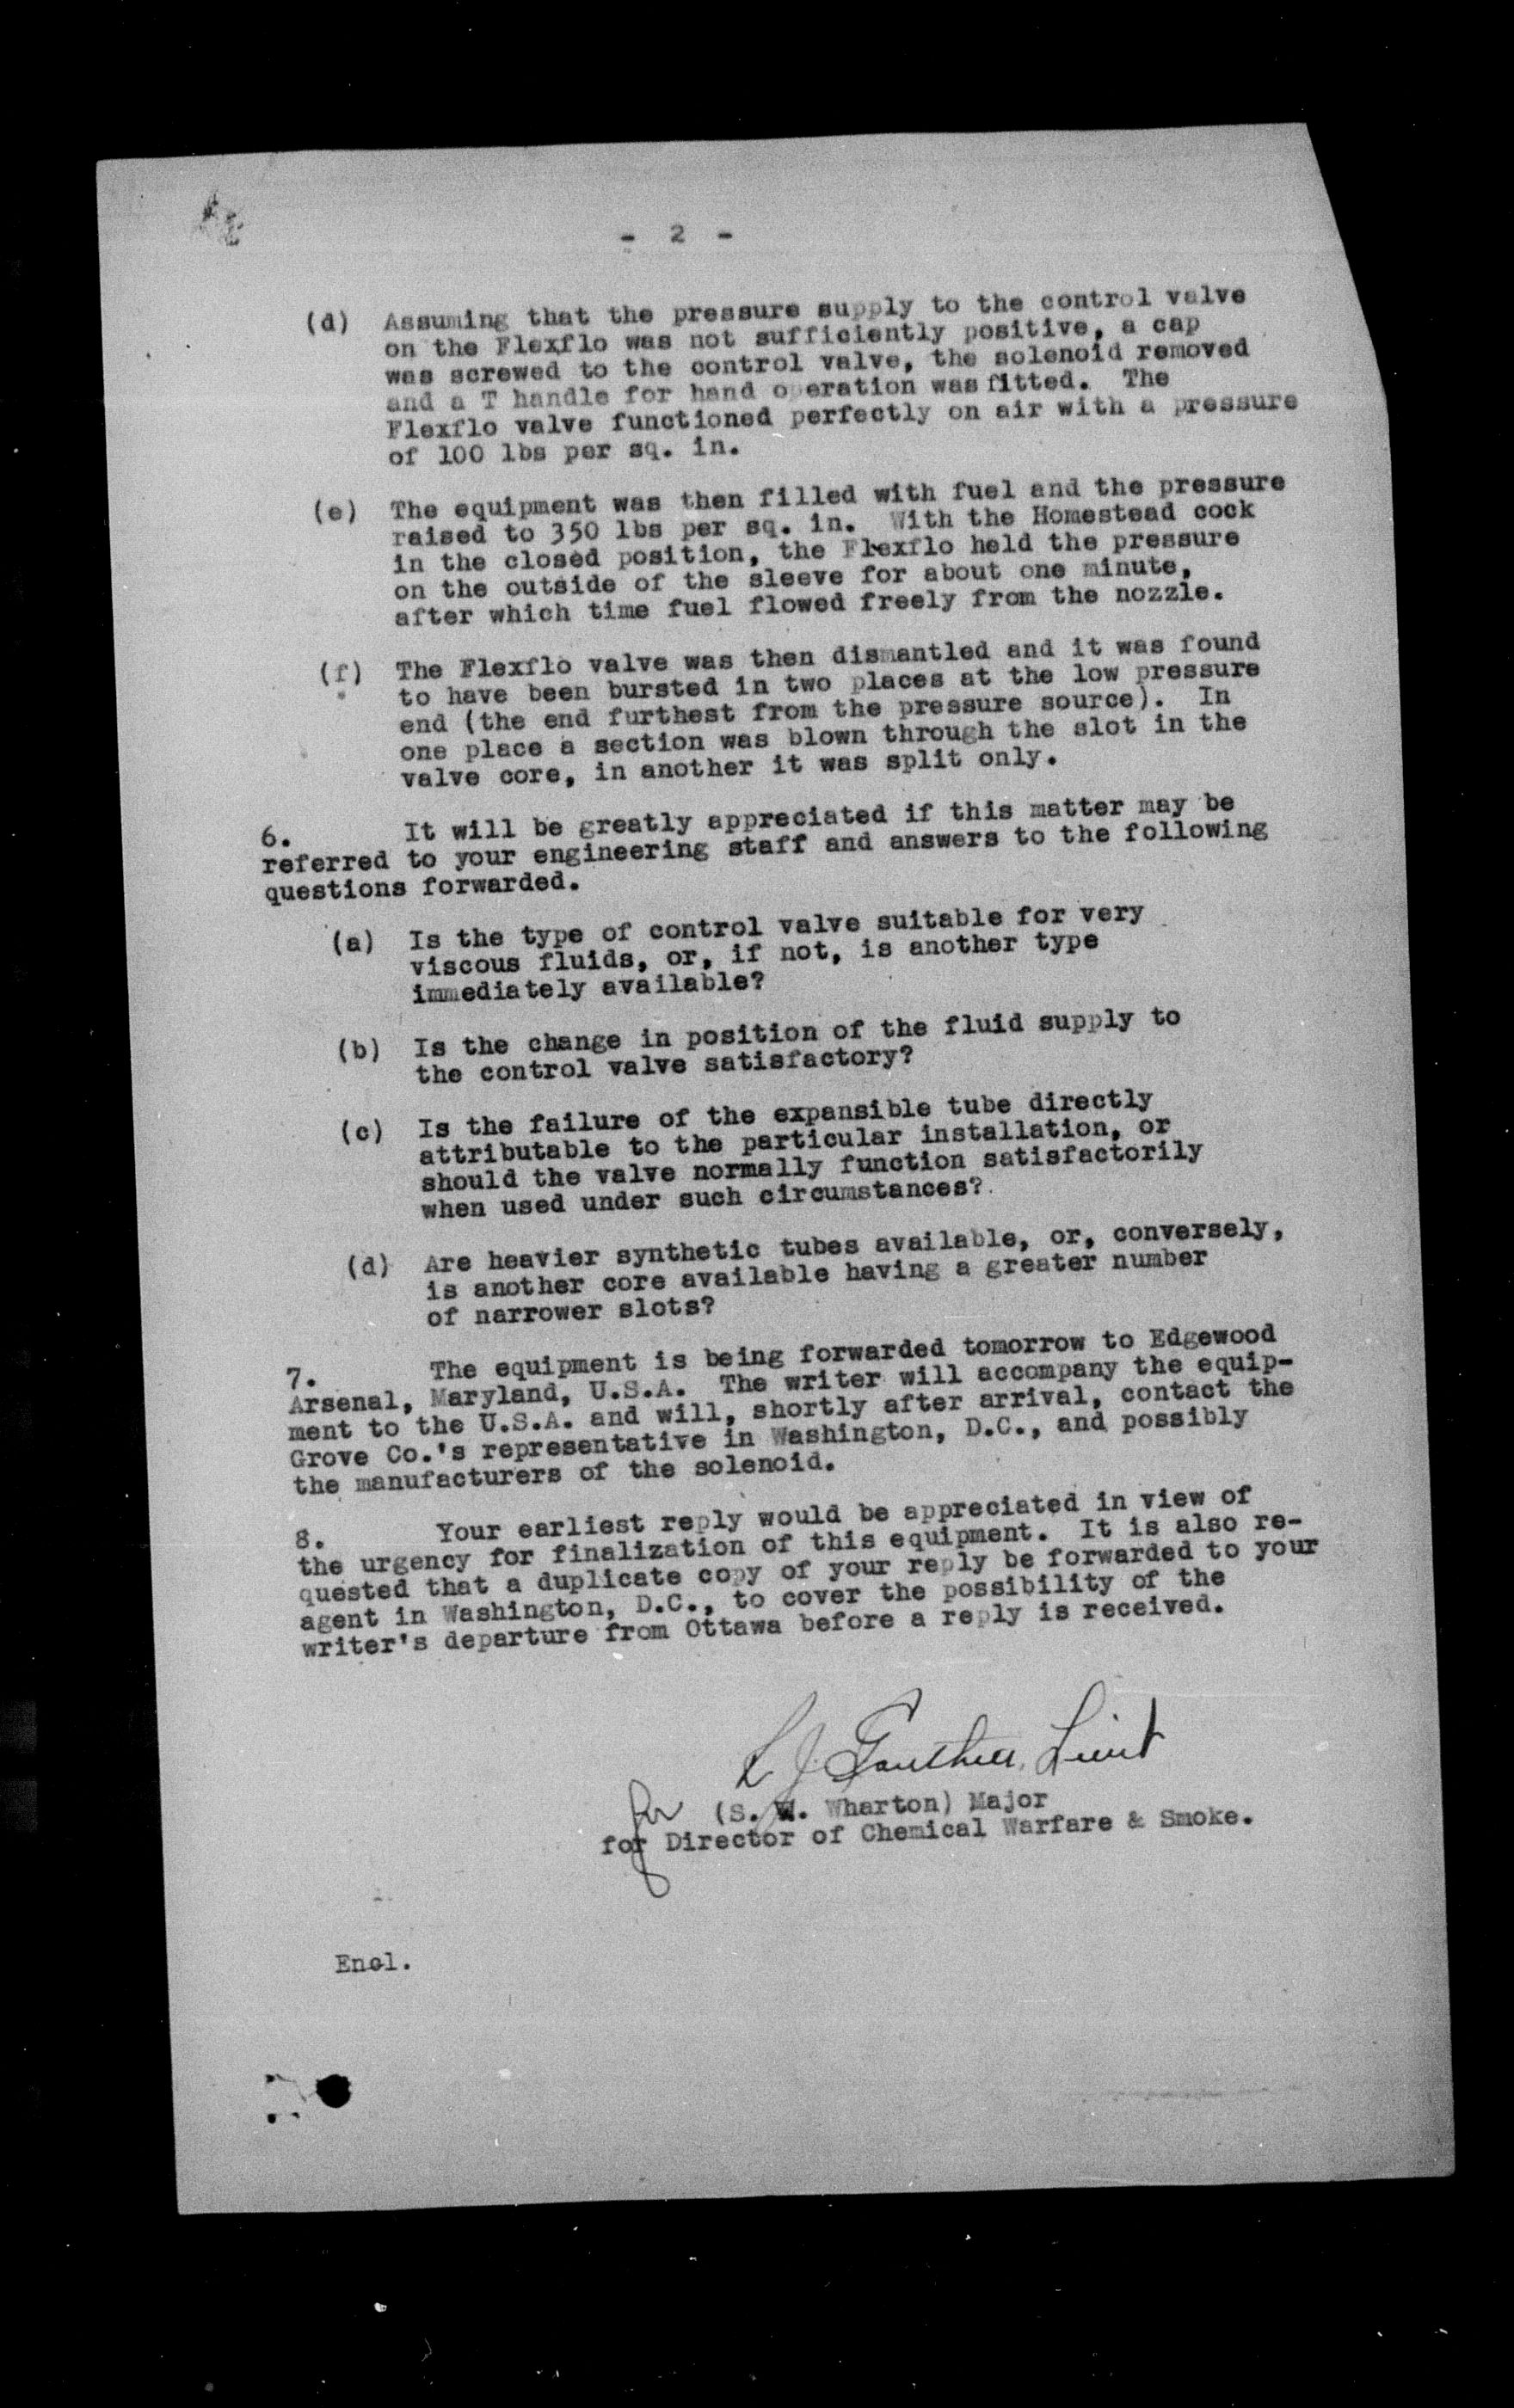 - 2 -
(d) Assuming that the pressure supply to the control valve
on the Flexflo was not sufficiently positive, a cap
was screwed to the control valve, the solenoid removed
and a T handle for hand operation was fitted. The
Flexflo valve functioned perfectly on air with a pressure
of 100 lbs per sq. in.
(e) The equipment was then filled with fuel and the pressure
raised to 350 lbs per sq. in. With the Homestead cock
in the closed position, the Flexflo held the pressure
on the outside of the sleeve for about one minute,
after which time fuel flowed freely from the nozzle.
(f) The Flexflo valve was then dismantled and it was found
to have been bursted in two places at the low pressure
end (the end furthest from the pressure source). In
one place a section was blown through the slot in the
valve core, in another it was split only.
6. It will be greatly appreciated if this matter may be
referred to your engineering staff and answers to the following
questions forwarded.
(a) Is the type of control valve suitable for very
viscous fluids, or, if not, is another type
immediately available?
(b) Is the change in position of the fluid supply to
the control valve satisfactory?
(c) Is the failure of the expansible tube directly
attributable to the particular installation, or
should the valve normally function satisfactorily
when used under such circumstances?
(d) Are heavier synthetic tubes available, or, conversely,
is another core available having a greater number
of narrower slots?
7. The equipment is being forwarded tomorrow to Edgewood
Arsenal, Maryland, U.S.A. The writer will accompany the equip-
ment to the U.S.A. and will, shortly after arrival, contact the
Grove Co.'s representative in Washington, D.C., and possibly
the manufacturers of the solenoid.
8. Your earliest reply would be appreciated in view of
the urgency for finalization of this equipment. It is also re-
quested that a duplicate copy of your reply be forwarded to your
agent in Washington, D.C., to cover the possibility of the
writer's departure from Ottawa before a reply is received.
Lieut
for (S. W. Wharton) Major
for Director of Chemical Warfare & Smoke.
Encl.